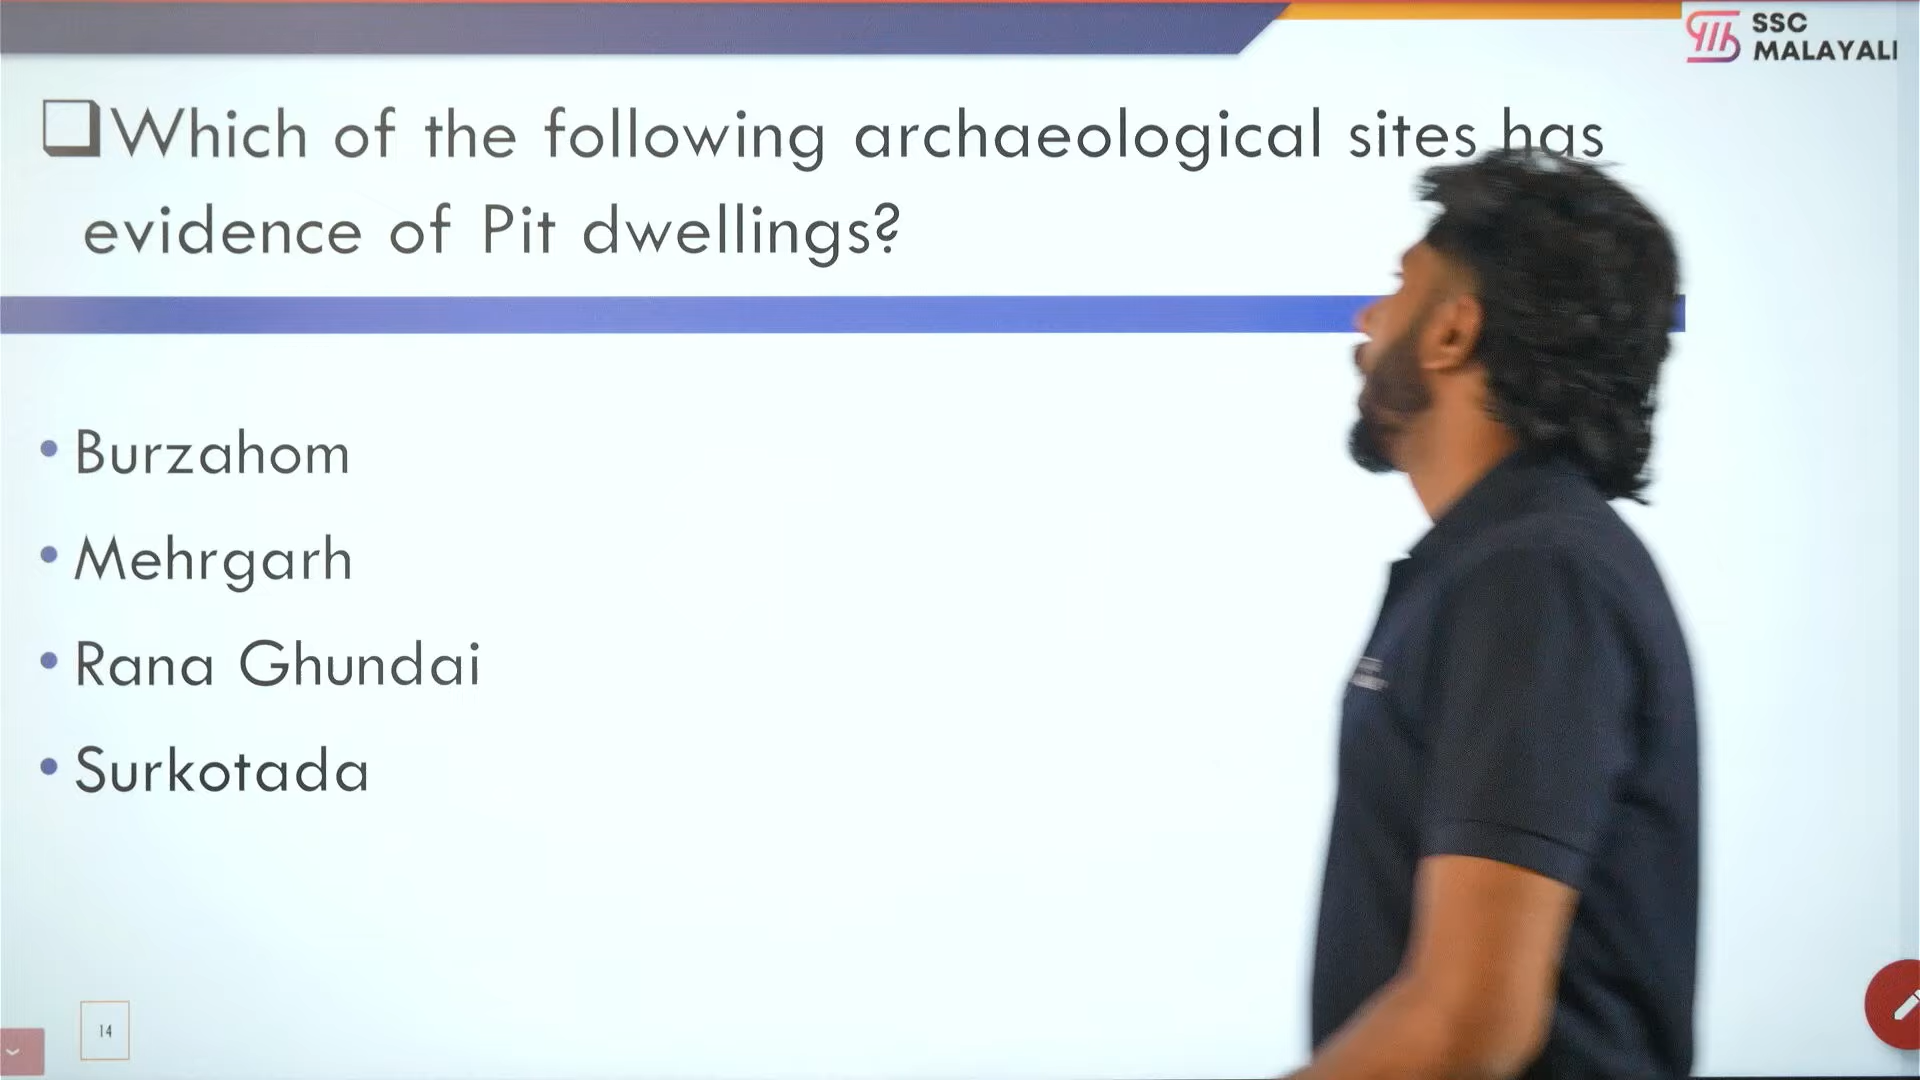 SSC
MALAYALI
Which of the following archaeological sites has
evidence of Pit dwellings?
• Burzahom
• Mehrgarh
• Rana Ghundai
• Surkotada
14